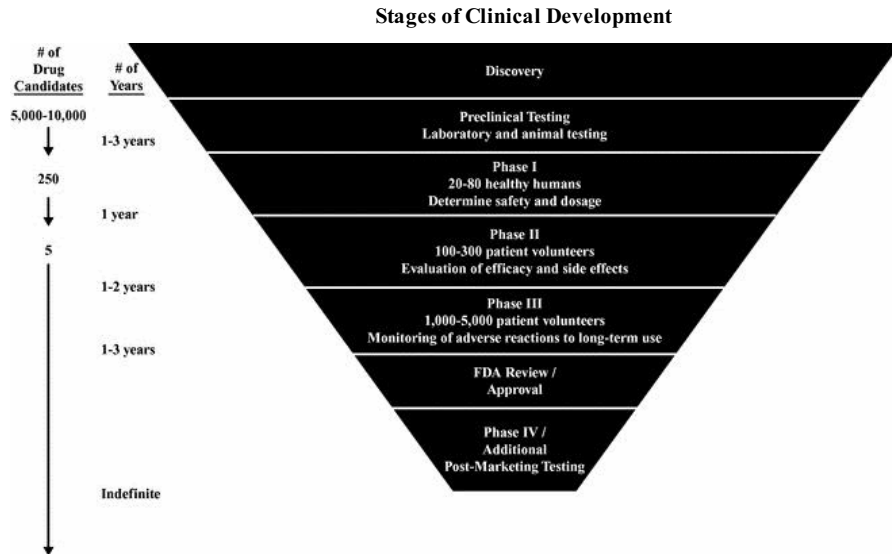 Stages of Clinical Development
# of
Drug
Candidates
# of
Years
5,000-10,000
1-3 years
250
1 year
5
1-2 years
1-3 years
Indefinite
Discovery
Preclinical Testing
Laboratory and animal testing
Phase I
20-80 healthy humans
Determine safety and dosage
Phase II
100-300 patient volunteers
Evaluation of efficacy and side effects
Phase III
1,000-5,000 patient volunteers
Monitoring of adverse reactions to long-term use
FDA Review /
Approval
Phase IV /
Additional
Post-Marketing Testing